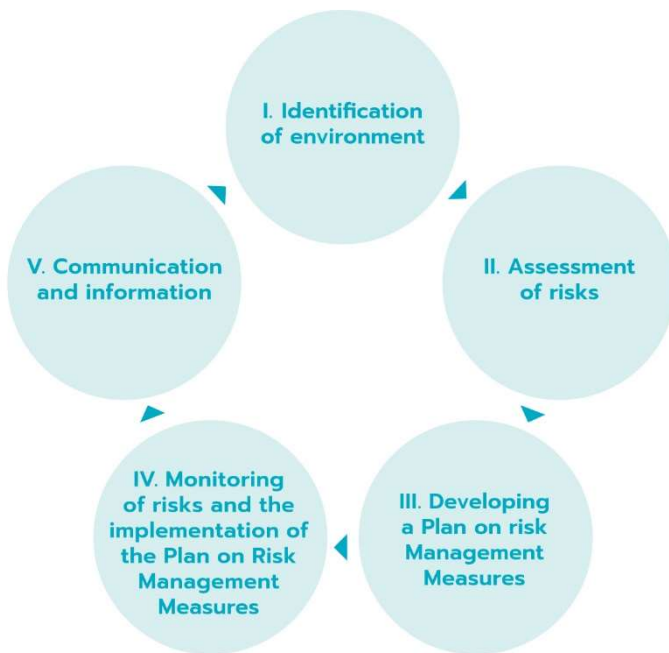 I. Identification
of environment
II. Assessment
of risks
III. Developing
a Plan on risk
Management
Measures
IV. Monitoring
of risks and the
implementation of
the Plan on Risk
Management
Measures
V. Communication
and information